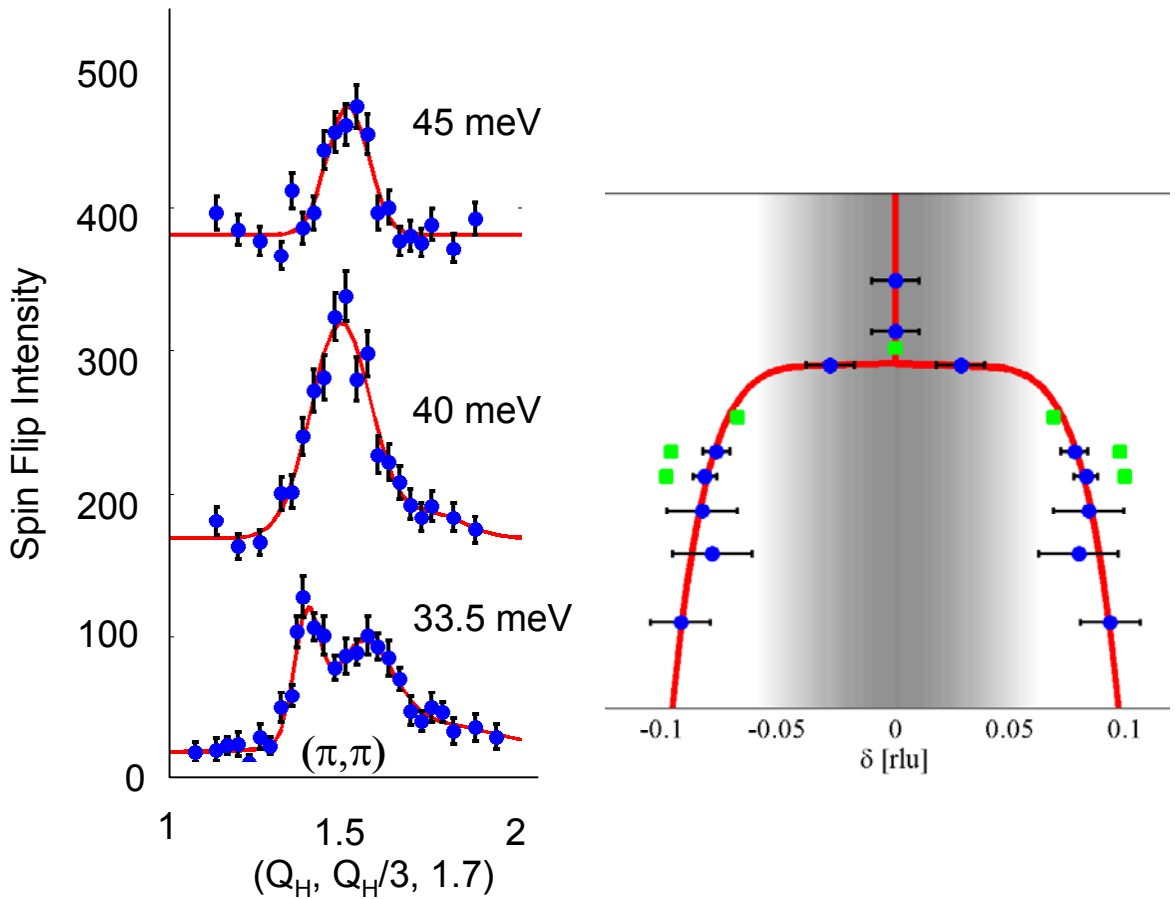 500
400
300
200
100
0
Spin Flip Intensity
45 meV
40 meV
33.5 meV
(π,π)
1
1.5
2
(Q_H, Q_H/3, 1.7)
-0.1
-0.05
0
0.05
0.1
δ [rlu]